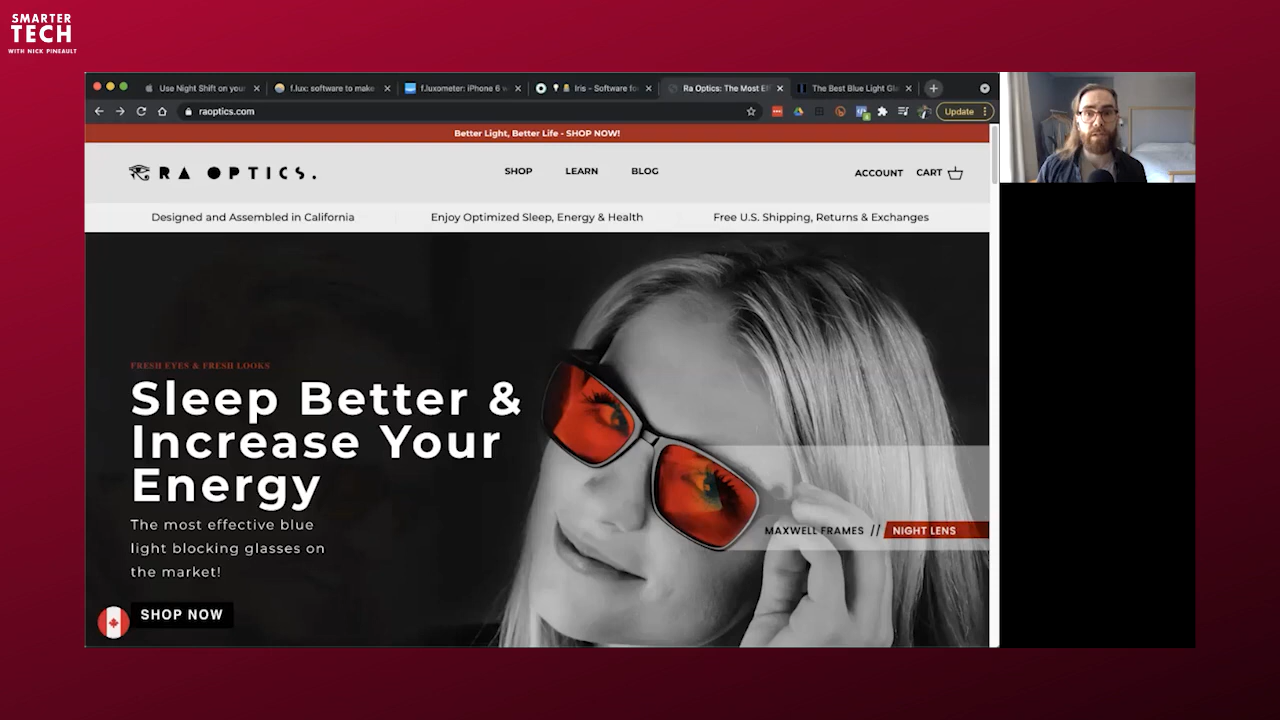 SMARTER
TECH
WITH NICK PINEAULT
Use Night Shift on your
f.lux: software to make
f.luxometer: iPhone 6 w
Iris - Software fo
Ra Optics: The Most Ef
The Best Blue Light Gla
raoptics.com
Update
Better Light, Better Life - SHOP NOW!
RA OPTICS.
SHOP
LEARN
BLOG
ACCOUNT
CART
Designed and Assembled in California
Enjoy Optimized Sleep, Energy & Health
Free U.S. Shipping, Returns & Exchanges
FRESH EYES & FRESH LOOKS
Sleep Better &
Increase Your
Energy
The most effective blue
light blocking glasses on
the market!
MAXWELL FRAMES // NIGHT LENS
SHOP NOW